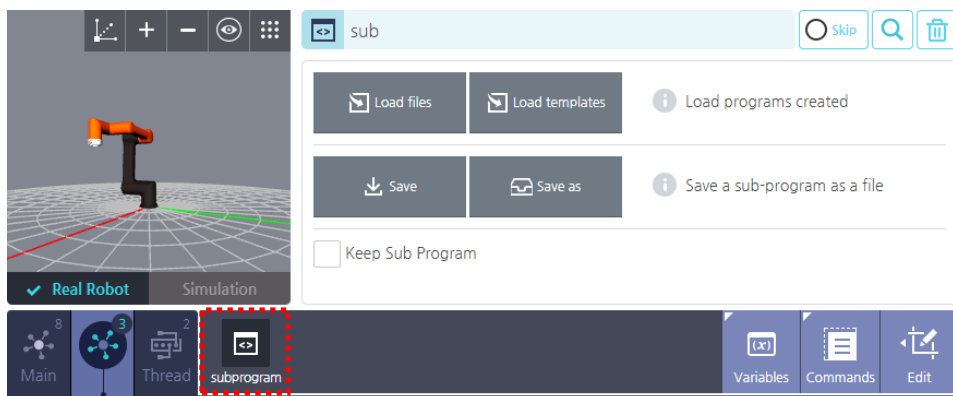 sub
Skip
Load files
Load templates
Load programs created
Save
Save as
Save a sub-program as a file
Keep Sub Program
Real Robot
Simulation
8
3
2
Main
Thread
subprogram
(x)
Variables
Commands
Edit